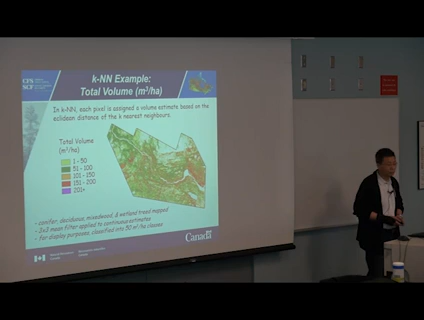 CFS
NCF
k-NN Example:
Total Volume (m³/ha)
In k-NN, each pixel is assigned a volume estimate based on the
eclidean distance of the k nearest neighbours.
Total Volume
(m³/ha)
1 - 50
51 - 100
101 - 150
151 - 200
201+
- conifer, deciduous, mixedwood, & wetland treed mapped
- 3x3 mean filter applied to continuous estimates
- for display purposes, classified into 50 m³/ha classes
Canada